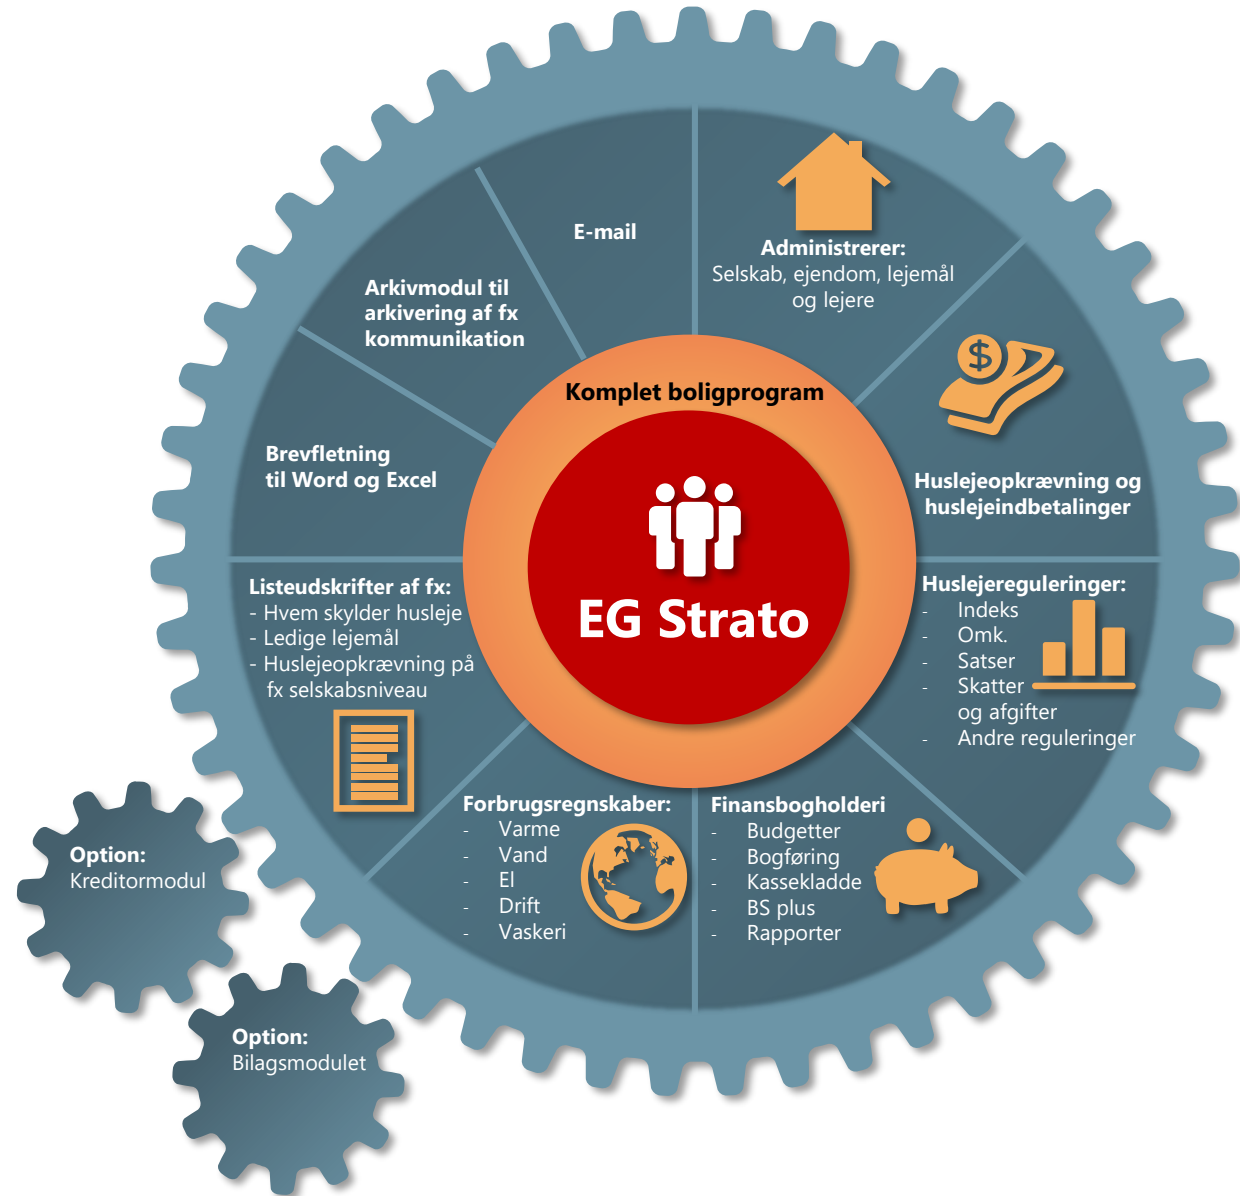 E-mail
Administrerer:
Selskab, ejendom, lejemål
og lejere
Arkivmodul til
arkivering af fx
kommunikation
Komplet boligprogram
Brevfletning
til Word og Excel
Huslejeopkrævning og
huslejeindbetalinger
EG Strato
Listeudskrifter af fx:
- Hvem skylder husleje
- Ledige lejemål
- Huslejeopkrævning på
fx selskabsniveau
Huslejereguleringer:
- Indeks
- Omk.
- Satser
- Skatter
og afgifter
- Andre reguleringer
Forbrugsregnskaber:
- Varme
- Vand
- El
- Drift
- Vaskeri
Finansbogholderi
- Budgetter
- Bogføring
- Kassekladde
- BS plus
- Rapporter
Option:
Kreditormodul
Option:
Bilagsmodulet